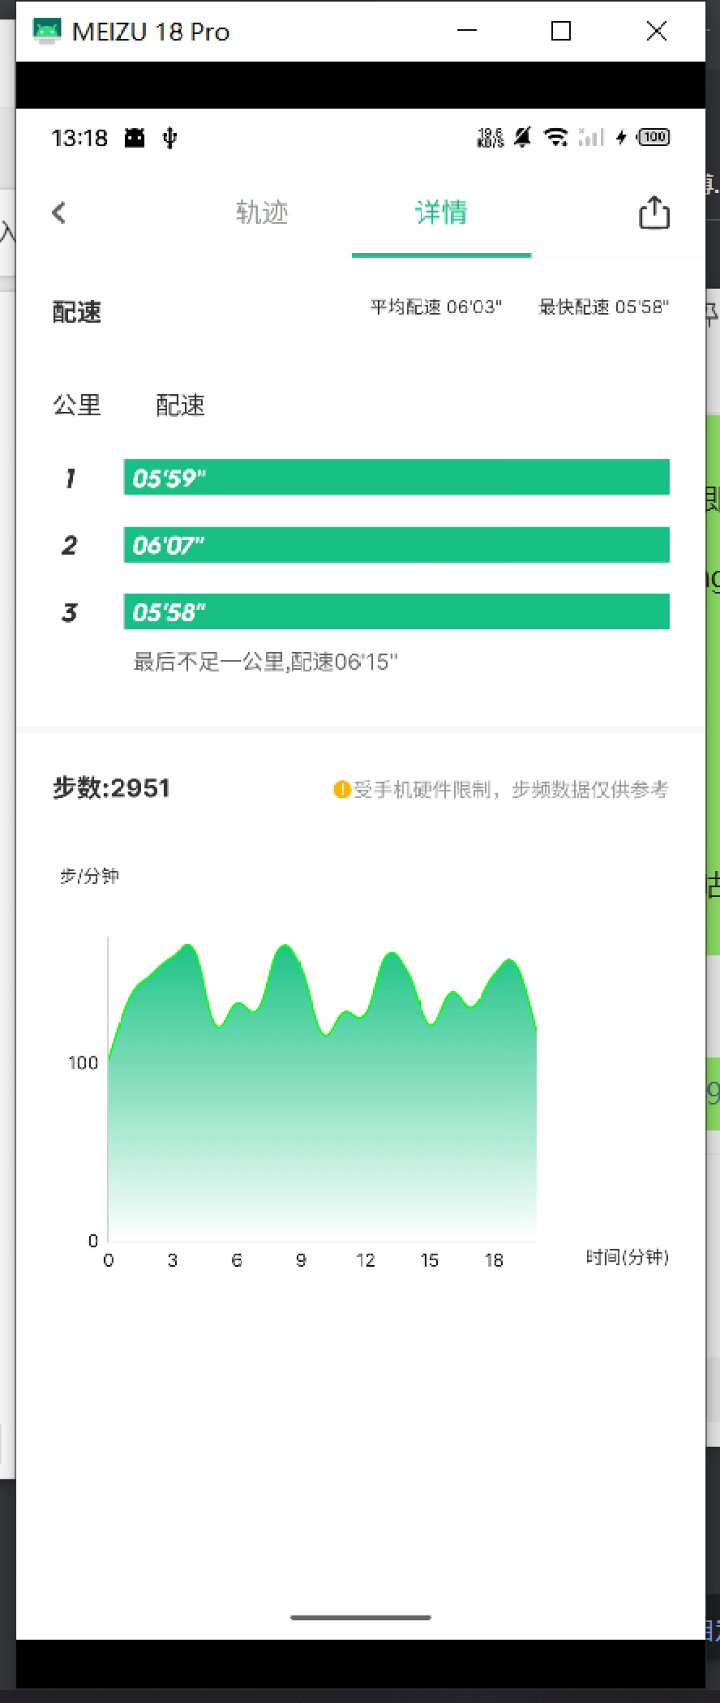 MEIZU 18 Pro
13:18
19.6 KB/S
100
轨迹 详情
配速 平均配速 06'03" 最快配速 05'58"
公里 配速
1 05'59"
2 06'07"
3 05'58"
最后不足一公里,配速06'15"
步数:2951 受手机硬件限制，步频数据仅供参考
步/分钟
100
0
0 3 6 9 12 15 18 时间(分钟)